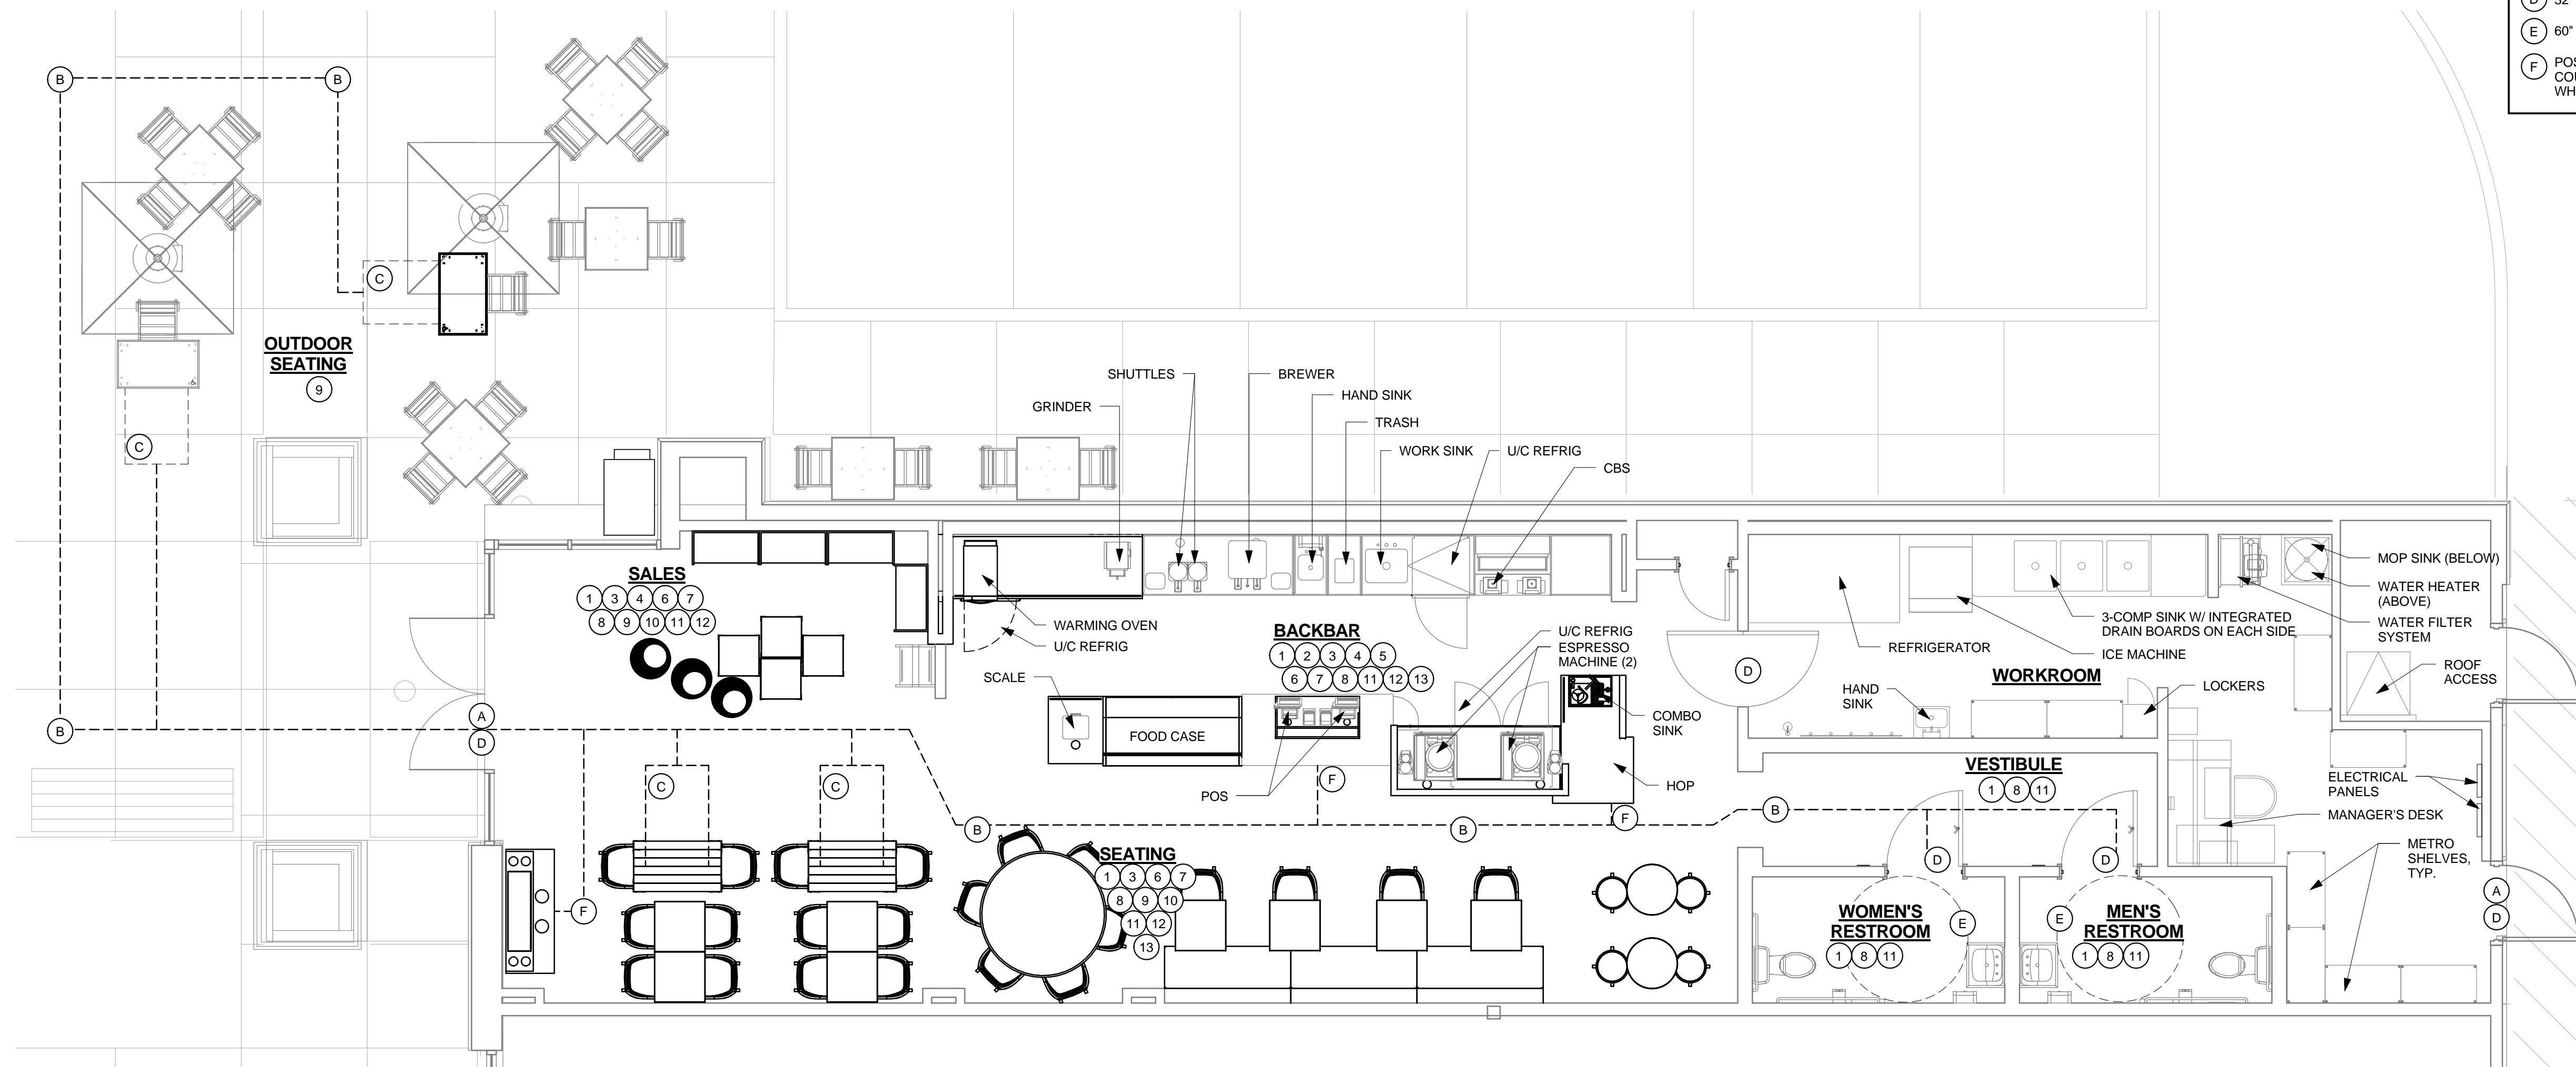 D 32"
E 60"
F POS
COU
WH
B
B
C
OUTDOOR
SEATING
9
C
B
SHUTTLES
BREWER
GRINDER
HAND SINK
TRASH
WORK SINK
U/C REFRIG
CBS
SALES
1 3 4 6 7
8 9 10 11 12
WARMING OVEN
U/C REFRIG
SCALE
FOOD CASE
BACKBAR
1 2 3 4 5
6 7 8 11 12 13
U/C REFRIG
ESPRESSO
MACHINE (2)
COMBO
SINK
HOP
POS
F
F
D
REFRIGERATOR
ICE MACHINE
3-COMP SINK W/ INTEGRATED
DRAIN BOARDS ON EACH SIDE
MOP SINK (BELOW)
WATER HEATER
(ABOVE)
WATER FILTER
SYSTEM
ROOF
ACCESS
WORKROOM
HAND
SINK
LOCKERS
VESTIBULE
1 8 11
ELECTRICAL
PANELS
MANAGER'S DESK
METRO
SHELVES,
TYP.
A
D
C
C
B
B
B
F
SEATING
1 3 6 7
8 9 10
11 12
13
D
D
WOMEN'S
RESTROOM
1 8 11
E
E
MEN'S
RESTROOM
1 8 11
A
D